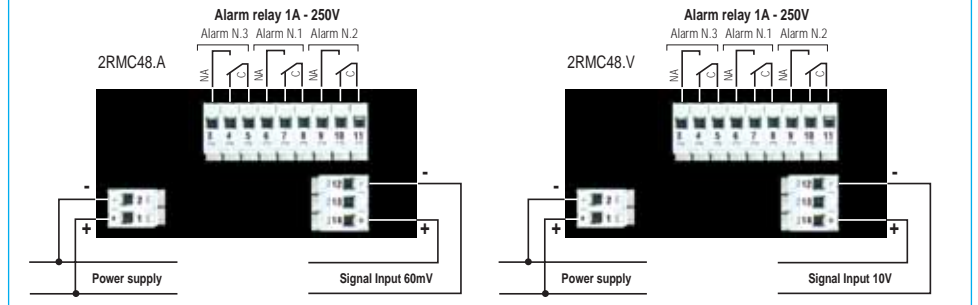 Alarm relay 1A - 250V
Alarm N.3 Alarm N.1 Alarm N.2
2RMC48.A
NA C NA C NA C
3 4 5 6 7 8 9 10 11
-
- 2
+ 1
+
12
13
14
-
+
Power supply
Signal Input 60mV
Alarm relay 1A - 250V
Alarm N.3 Alarm N.1 Alarm N.2
2RMC48.V
NA C NA C NA C
3 4 5 6 7 8 9 10 11
-
- 2
+ 1
+
12
13
14
-
+
Power supply
Signal Input 10V